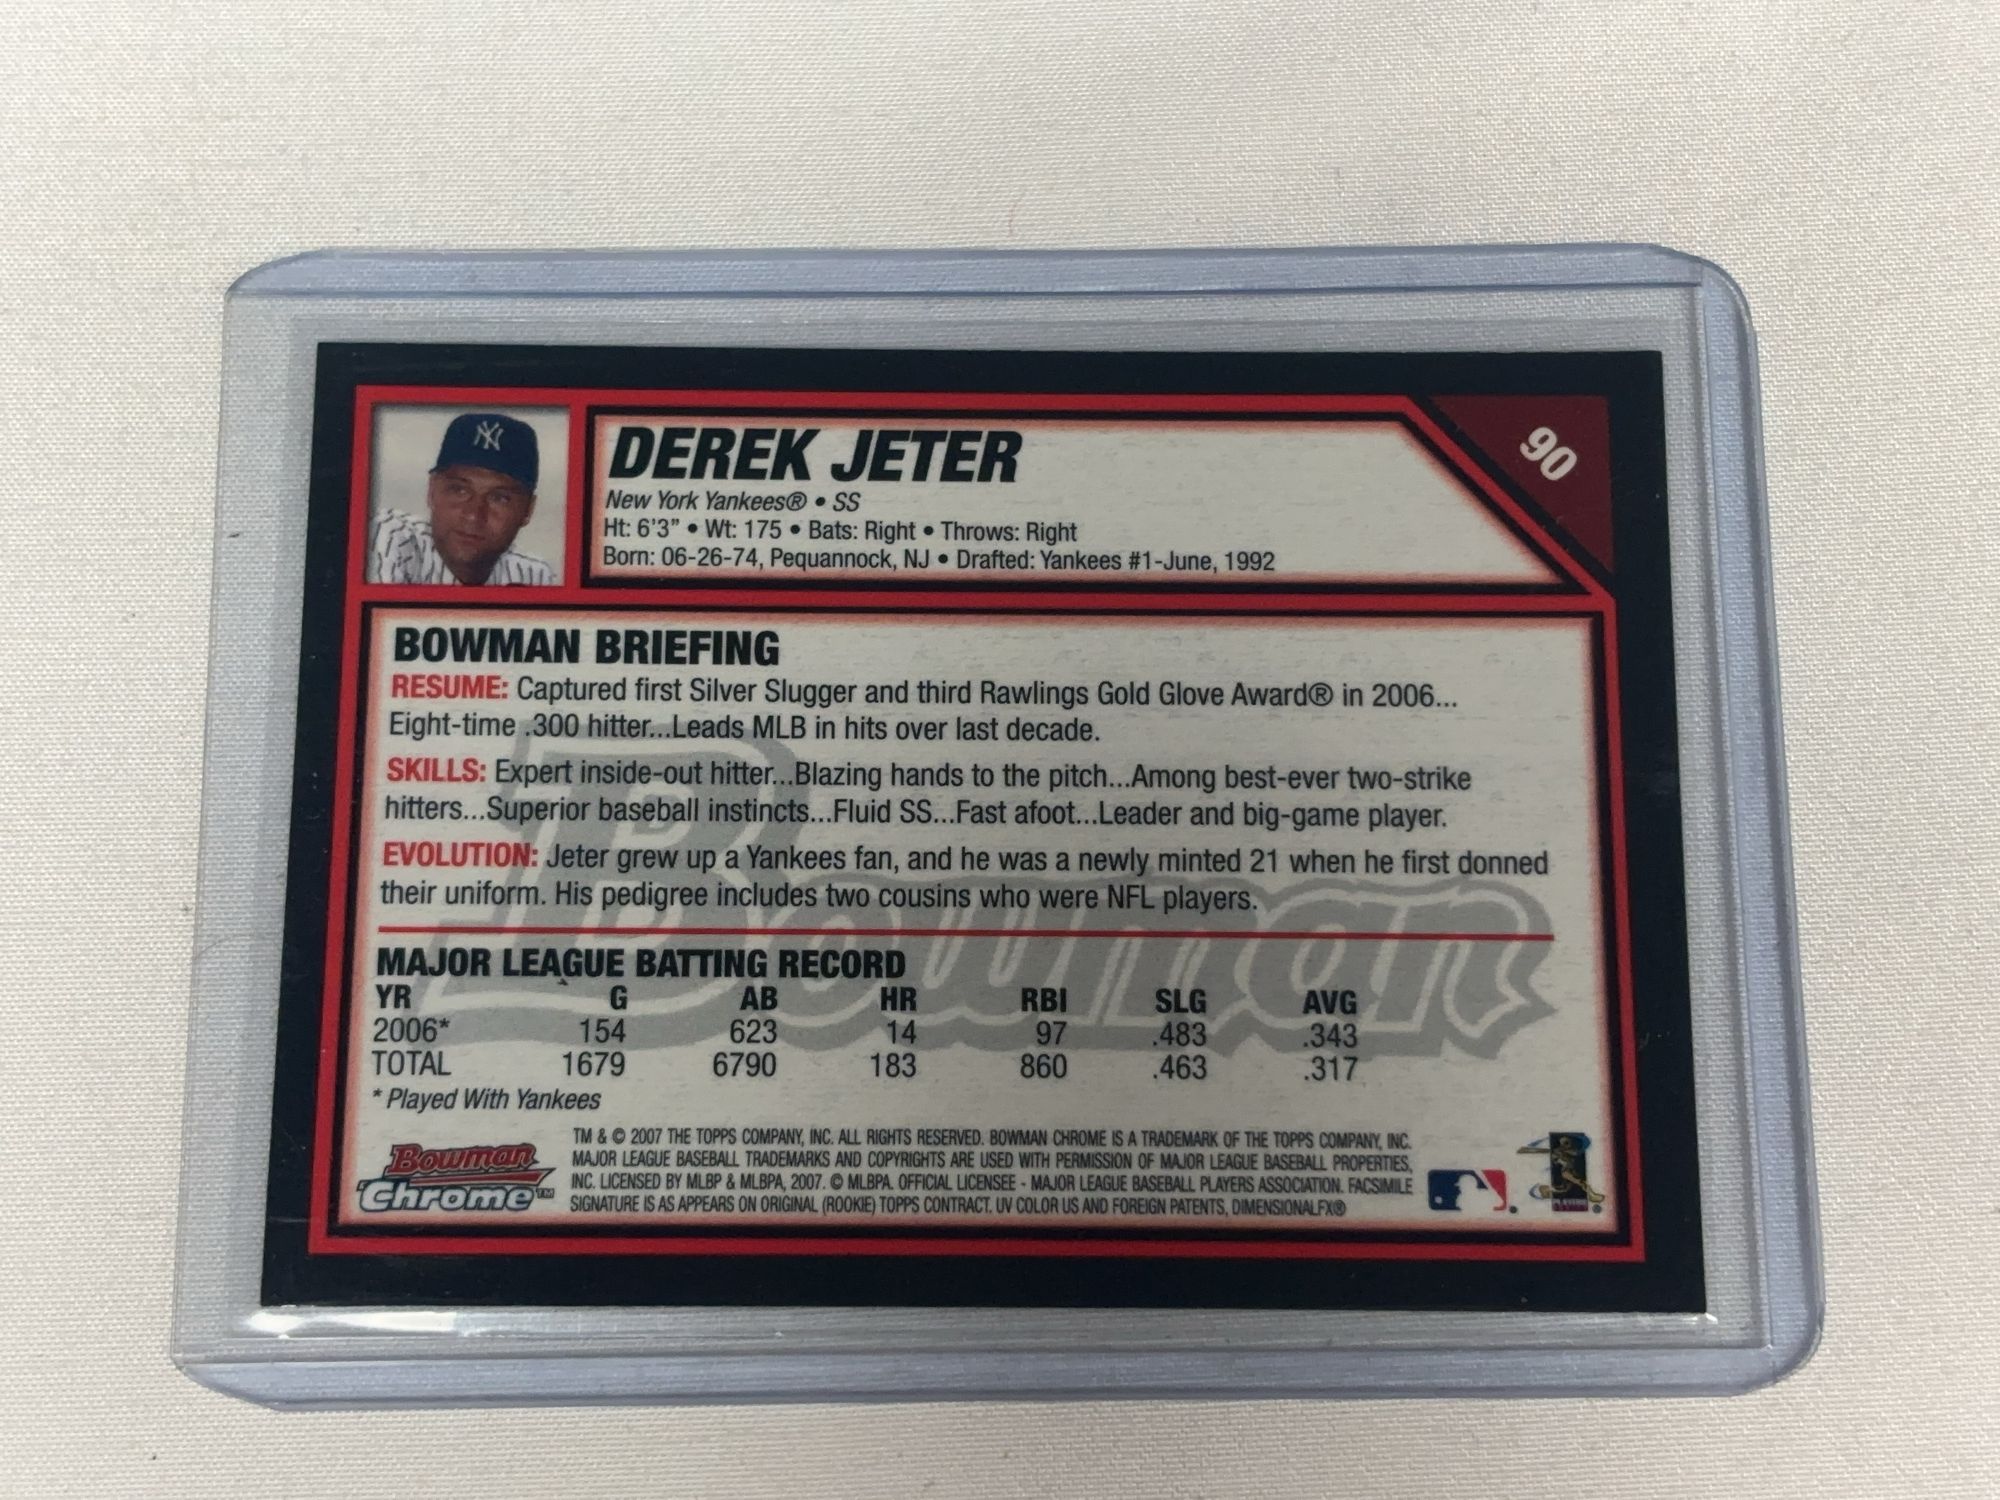 DEREK JETER
New York Yankees® • SS
Ht: 6'3" • Wt: 175 • Bats: Right • Throws: Right
Born: 06-26-74, Pequannock, NJ • Drafted: Yankees #1-June, 1992
90
NY
BOWMAN BRIEFING
RESUME: Captured first Silver Slugger and third Rawlings Gold Glove Award® in 2006...
Eight-time .300 hitter...Leads MLB in hits over last decade.
SKILLS: Expert inside-out hitter...Blazing hands to the pitch...Among best-ever two-strike
hitters...Superior baseball instincts...Fluid SS...Fast afoot...Leader and big-game player.
EVOLUTION: Jeter grew up a Yankees fan, and he was a newly minted 21 when he first donned
their uniform. His pedigree includes two cousins who were NFL players.
Bowman
MAJOR LEAGUE BATTING RECORD
YR G AB HR RBI SLG AVG
2006* 154 623 14 97 .483 .343
TOTAL 1679 6790 183 860 .463 .317
* Played With Yankees
Bowman
Chrome™
TM & © 2007 THE TOPPS COMPANY, INC. ALL RIGHTS RESERVED. BOWMAN CHROME IS A TRADEMARK OF THE TOPPS COMPANY, INC.
MAJOR LEAGUE BASEBALL TRADEMARKS AND COPYRIGHTS ARE USED WITH PERMISSION OF MAJOR LEAGUE BASEBALL PROPERTIES,
INC. LICENSED BY MLBP & MLBPA, 2007. © MLBPA. OFFICIAL LICENSEE - MAJOR LEAGUE BASEBALL PLAYERS ASSOCIATION. FACSIMILE
SIGNATURE IS AS APPEARS ON ORIGINAL (ROOKIE) TOPPS CONTRACT. UV COLOR US AND FOREIGN PATENTS, DIMENSIONALFX®